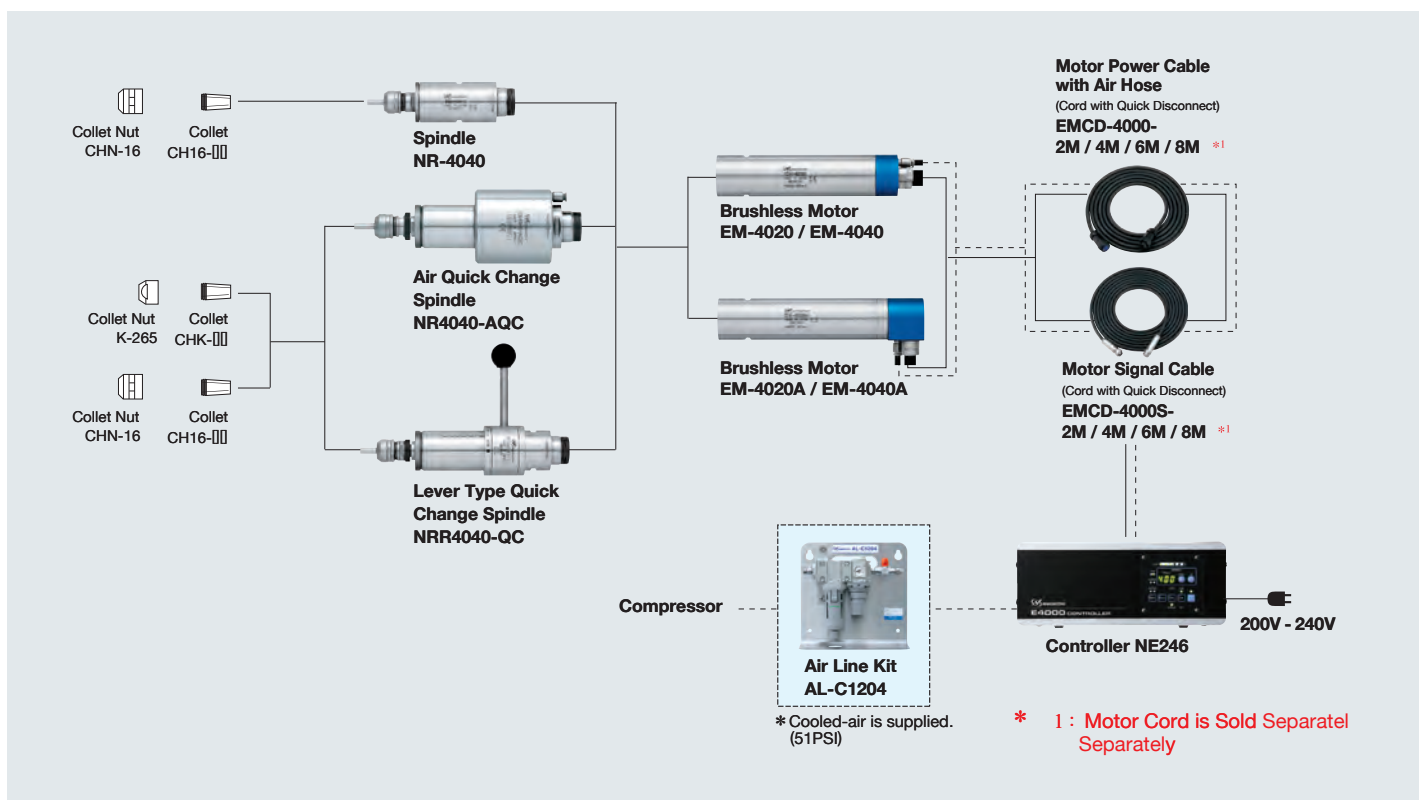 Collet Nut
CHN-16
Collet
CH16-[][]
Spindle
NR-4040
Air Quick Change
Spindle
NR4040-AQC
Collet Nut
K-265
Collet
CHK-[][]
Collet Nut
CHN-16
Collet
CH16-[][]
Lever Type Quick
Change Spindle
NRR4040-QC
Brushless Motor
EM-4020 / EM-4040
Brushless Motor
EM-4020A / EM-4040A
Motor Power Cable
with Air Hose
(Cord with Quick Disconnect)
EMCD-4000-
2M / 4M / 6M / 8M *1
Motor Signal Cable
(Cord with Quick Disconnect)
EMCD-4000S-
2M / 4M / 6M / 8M *1
Compressor
AL-C1204
Air Line Kit
AL-C1204
* Cooled-air is supplied.
(51PSI)
400
E4000 CONTROLLER
Controller NE246
200V - 240V
* 1 : Motor Cord is Sold Separatel
Separately